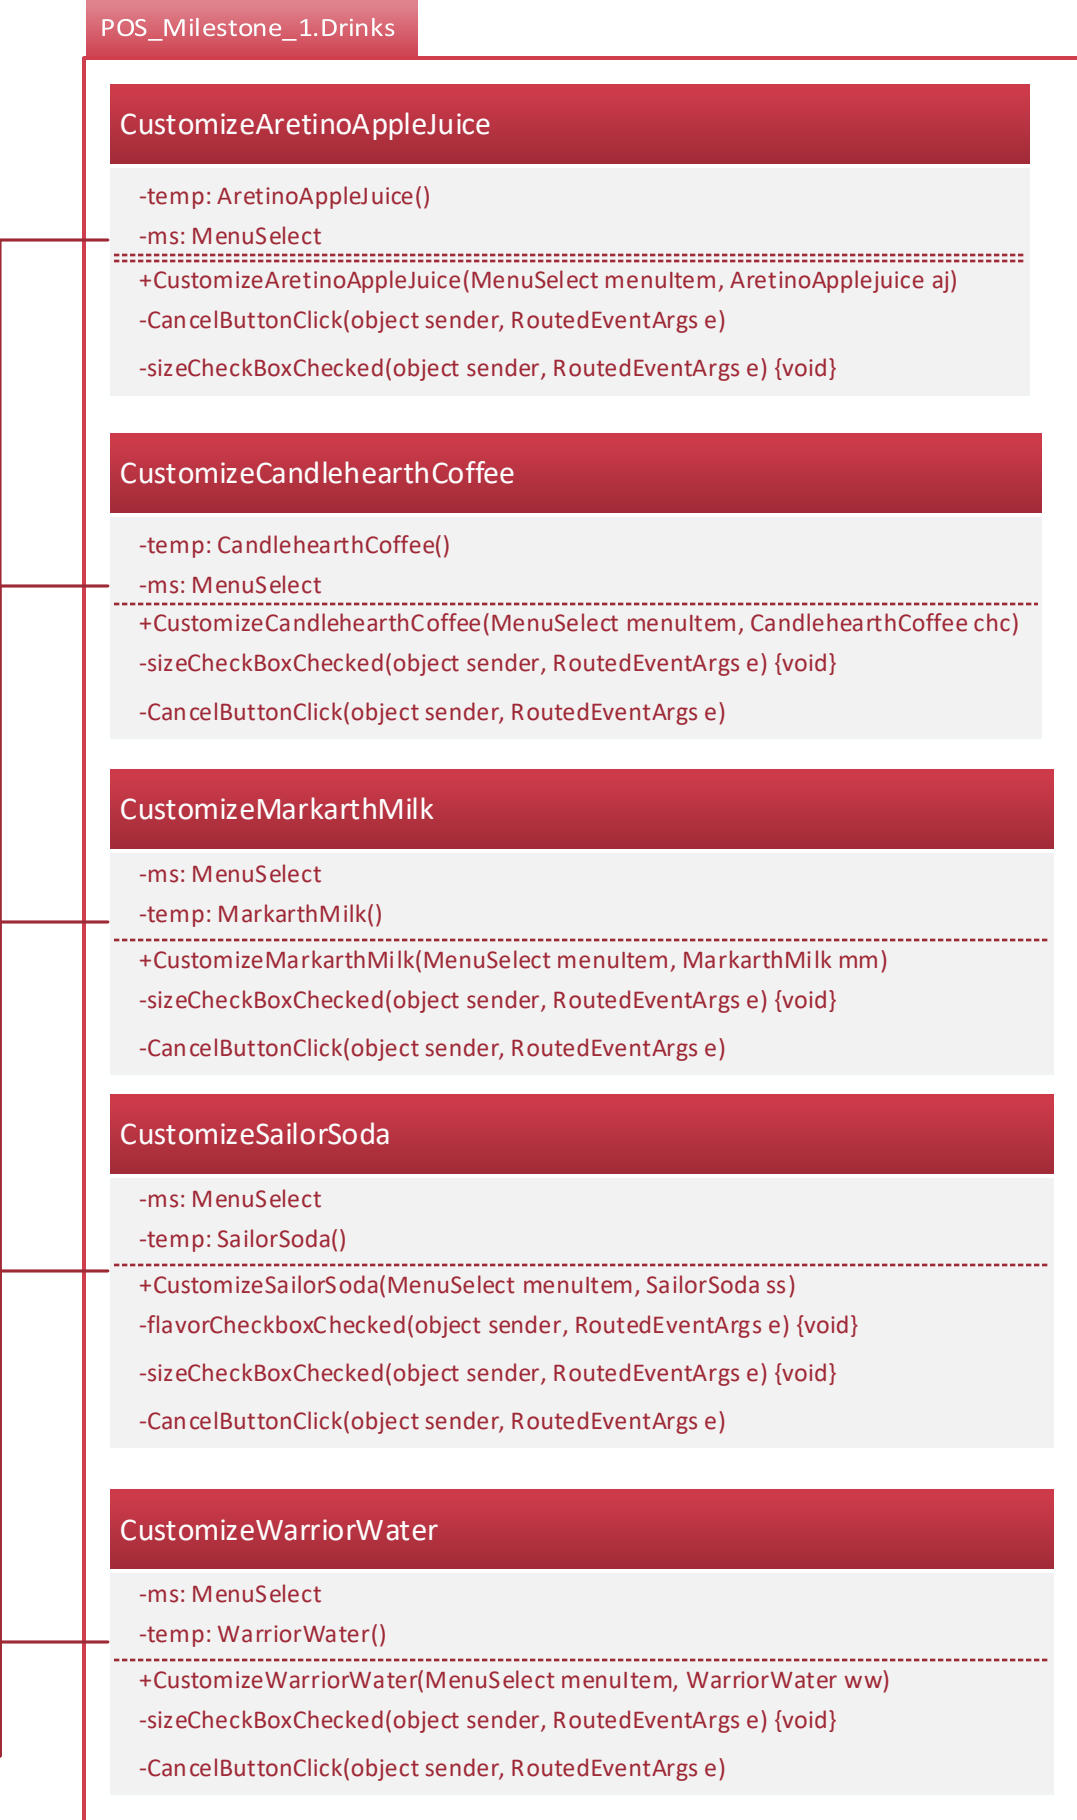 POS_Milestone_1.Drinks
CustomizeAretinoAppleJuice
-temp: AretinoAppleJuice()
-ms: MenuSelect
+CustomizeAretinoAppleJuice(MenuSelect menuItem, AretinoApplejuice aj)
-CancelButtonClick(object sender, RoutedEventArgs e)
-sizeCheckBoxChecked(object sender, RoutedEventArgs e) {void}
CustomizeCandlehearthCoffee
-temp: CandlehearthCoffee()
-ms: MenuSelect
+CustomizeCandlehearthCoffee(MenuSelect menuItem, CandlehearthCoffee chc)
-sizeCheckBoxChecked(object sender, RoutedEventArgs e) {void}
-CancelButtonClick(object sender, RoutedEventArgs e)
CustomizeMarkarthMilk
-ms: MenuSelect
-temp: MarkarthMilk()
+CustomizeMarkarthMilk(MenuSelect menuItem, MarkarthMilk mm)
-sizeCheckBoxChecked(object sender, RoutedEventArgs e) {void}
-CancelButtonClick(object sender, RoutedEventArgs e)
CustomizeSailorSoda
-ms: MenuSelect
-temp: SailorSoda()
+CustomizeSailorSoda(MenuSelect menuItem, SailorSoda ss)
-flavorCheckboxChecked(object sender, RoutedEventArgs e) {void}
-sizeCheckBoxChecked(object sender, RoutedEventArgs e) {void}
-CancelButtonClick(object sender, RoutedEventArgs e)
CustomizeWarriorWater
-ms: MenuSelect
-temp: WarriorWater()
+CustomizeWarriorWater(MenuSelect menuItem, WarriorWater ww)
-sizeCheckBoxChecked(object sender, RoutedEventArgs e) {void}
-CancelButtonClick(object sender, RoutedEventArgs e)